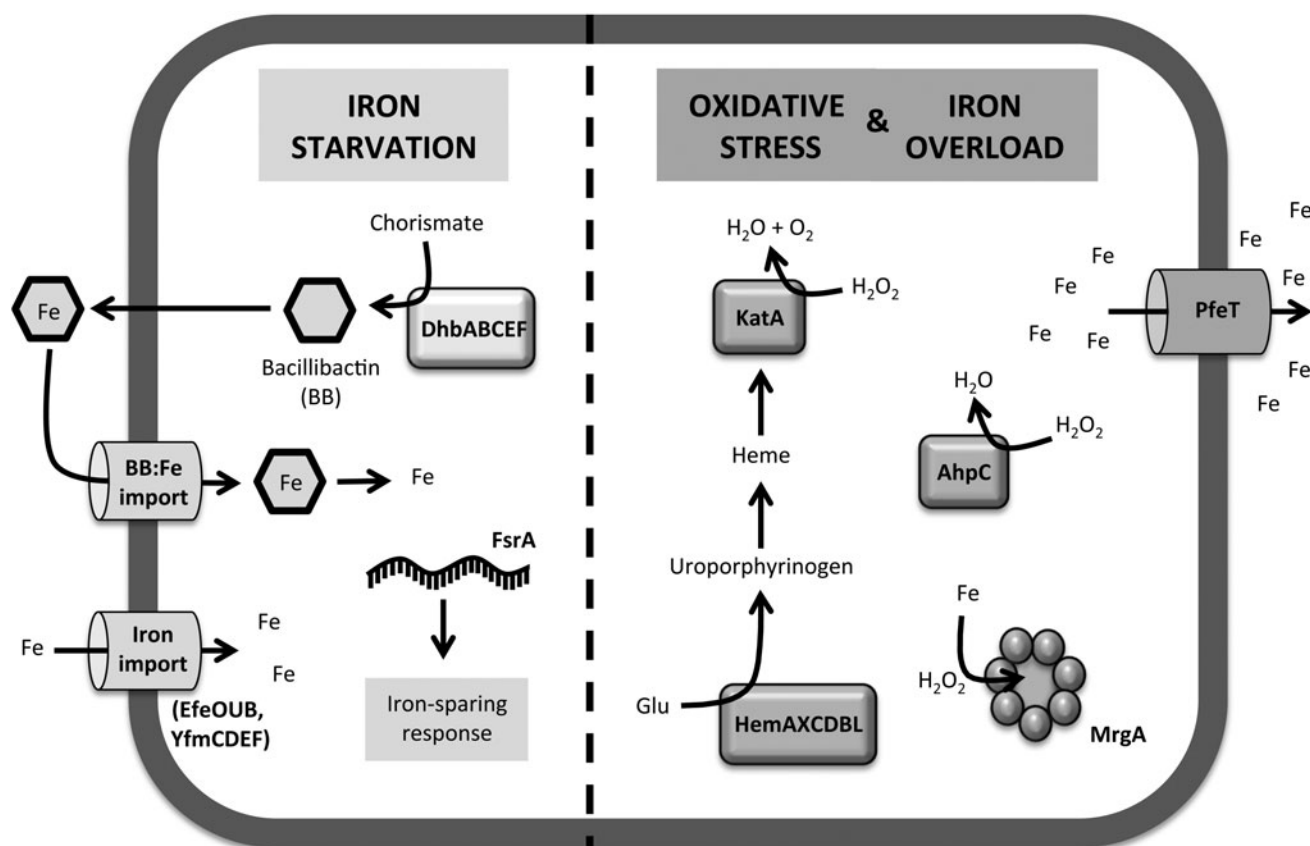 IRON
STARVATION
OXIDATIVE
STRESS
&
IRON
OVERLOAD
Chorismate
DhbABCEF
Bacillibactin
(BB)
Fe
BB:Fe
import
Fe
Fe
FsrA
Iron-sparing
response
Fe
Iron
import
Fe
Fe
(EfeOUB,
YfmCDEF)
H₂O + O₂
H₂O₂
KatA
Heme
Uroporphyrinogen
Glu
HemAXCDBL
H₂O
H₂O₂
AhpC
Fe
H₂O₂
MrgA
Fe
Fe
Fe
Fe
PfeT
Fe
Fe
Fe
Fe
Fe